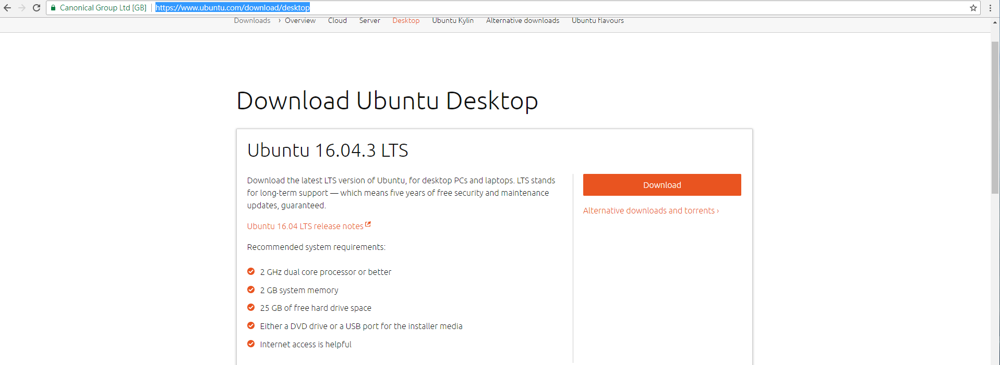 Canonical Group Ltd [GB] https://www.ubuntu.com/download/desktop
Downloads › Overview Cloud Server Desktop Ubuntu Kylin Alternative downloads Ubuntu flavours
Download Ubuntu Desktop
Ubuntu 16.04.3 LTS
Download the latest LTS version of Ubuntu, for desktop PCs and laptops. LTS stands
for long-term support — which means five years of free security and maintenance
updates, guaranteed.
Ubuntu 16.04 LTS release notes
Recommended system requirements:
2 GHz dual core processor or better
2 GB system memory
25 GB of free hard drive space
Either a DVD drive or a USB port for the installer media
Internet access is helpful
Download
Alternative downloads and torrents ›